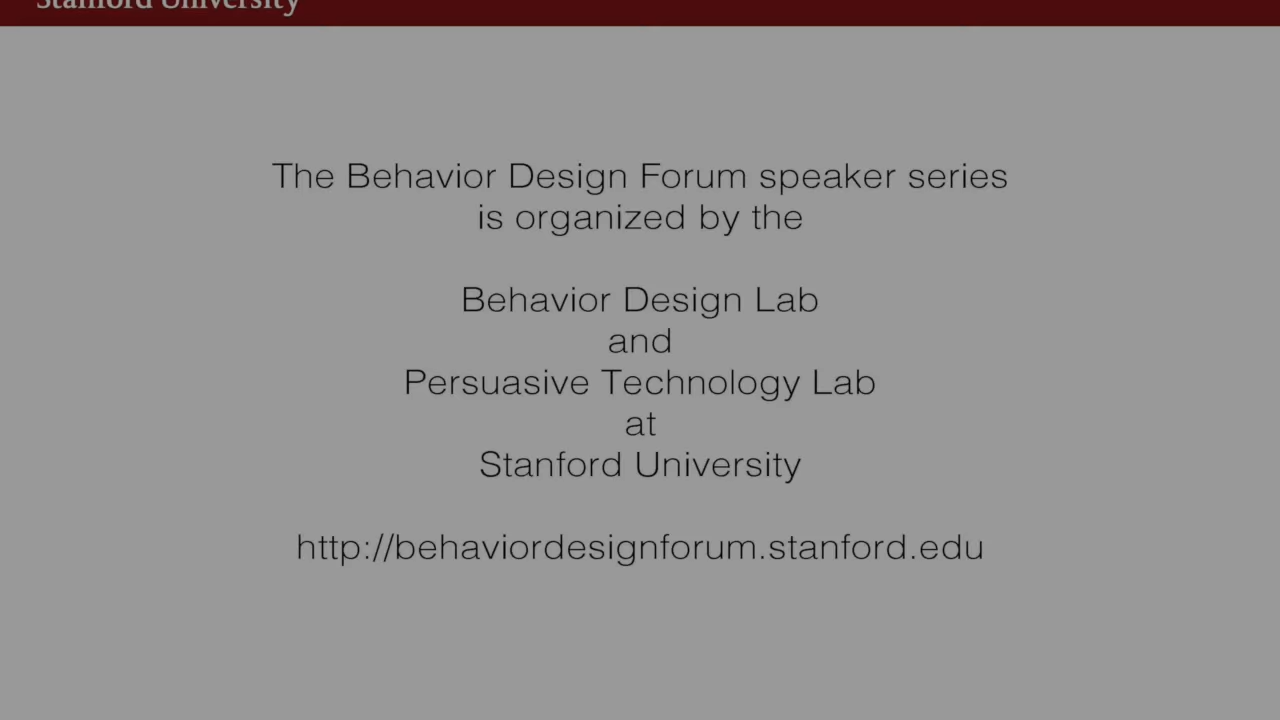 Stanford University
The Behavior Design Forum speaker series
is organized by the
Behavior Design Lab
and
Persuasive Technology Lab
at
Stanford University
http://behaviordesignforum.stanford.edu